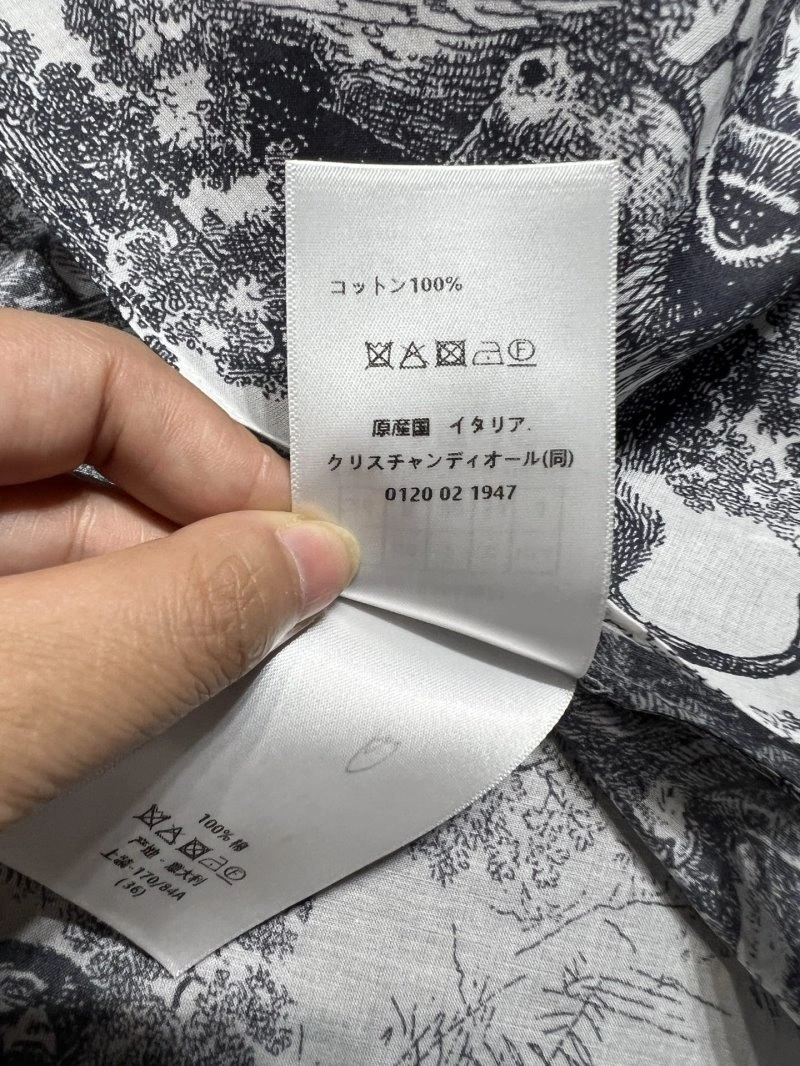 コットン100%
F
原産国 イタリア.
クリスチャンディオール(同)
0120 02 1947
100% 棉
产地 - 意大利
上装 - 170/84A
(36)